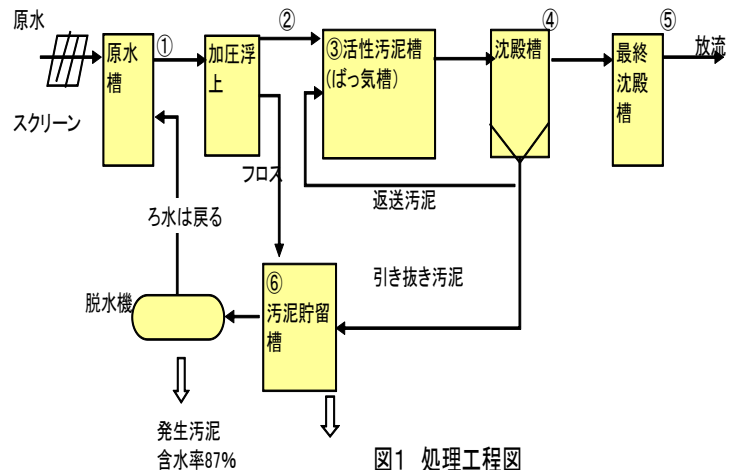 原水
①
②
④
⑤
原水
槽
加圧浮
上
③活性汚泥槽
(ばっ気槽)
沈殿槽
最終
沈殿
槽
放流
スクリーン
フロス
返送汚泥
ろ水は戻る
引き抜き汚泥
脱水機
⑥
汚泥貯留
槽
発生汚泥
含水率87%
図1 処理工程図